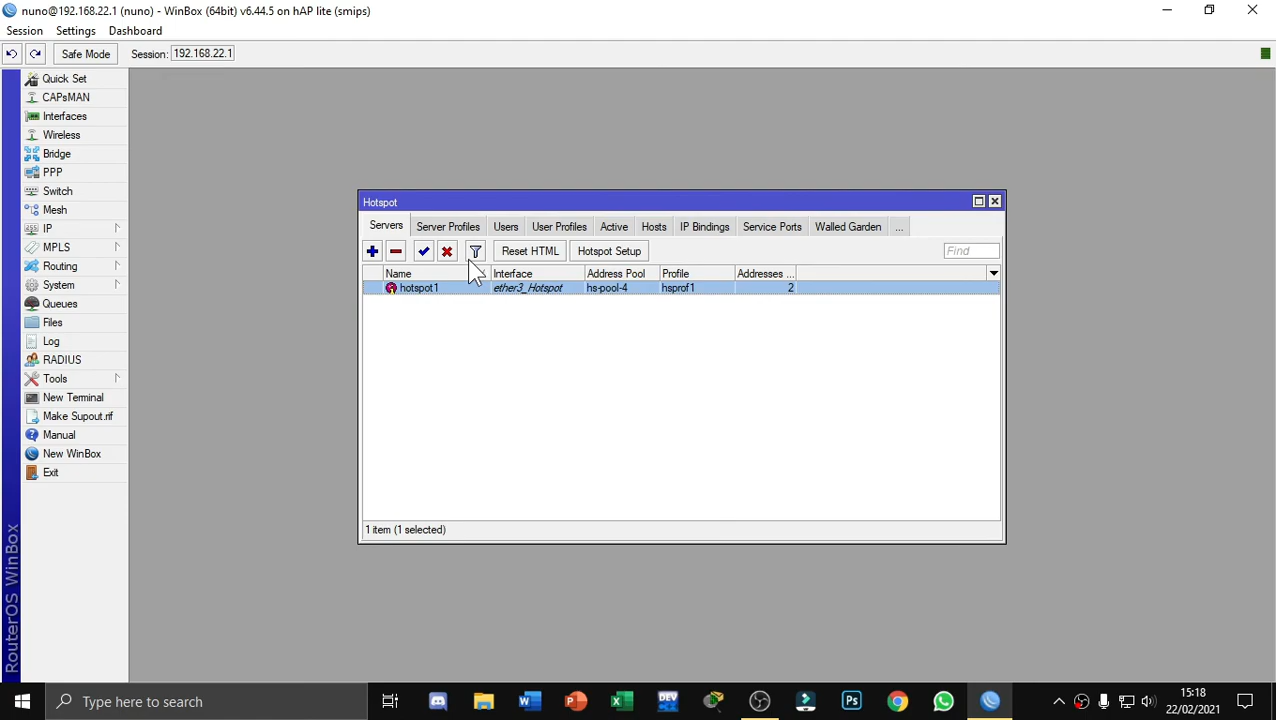 nuno@192.168.22.1 (nuno) - WinBox (64bit) v6.44.5 on hAP lite (smips)
Session Settings Dashboard
Safe Mode Session: 192.168.22.1
Quick Set
CAPsMAN
Interfaces
Wireless
Bridge
PPP
Switch
Mesh
IP
MPLS
Routing
System
Queues
Files
Log
RADIUS
Tools
New Terminal
Make Supout.rif
Manual
New WinBox
Exit
RouterOS WinBox
Hotspot
Servers Server Profiles Users User Profiles Active Hosts IP Bindings Service Ports Walled Garden ...
Reset HTML Hotspot Setup Find
Name Interface Address Pool Profile Addresses ...
hotspot1 ether3_Hotspot hs-pool-4 hsprof1 2
1 item (1 selected)
Type here to search
15:18
22/02/2021